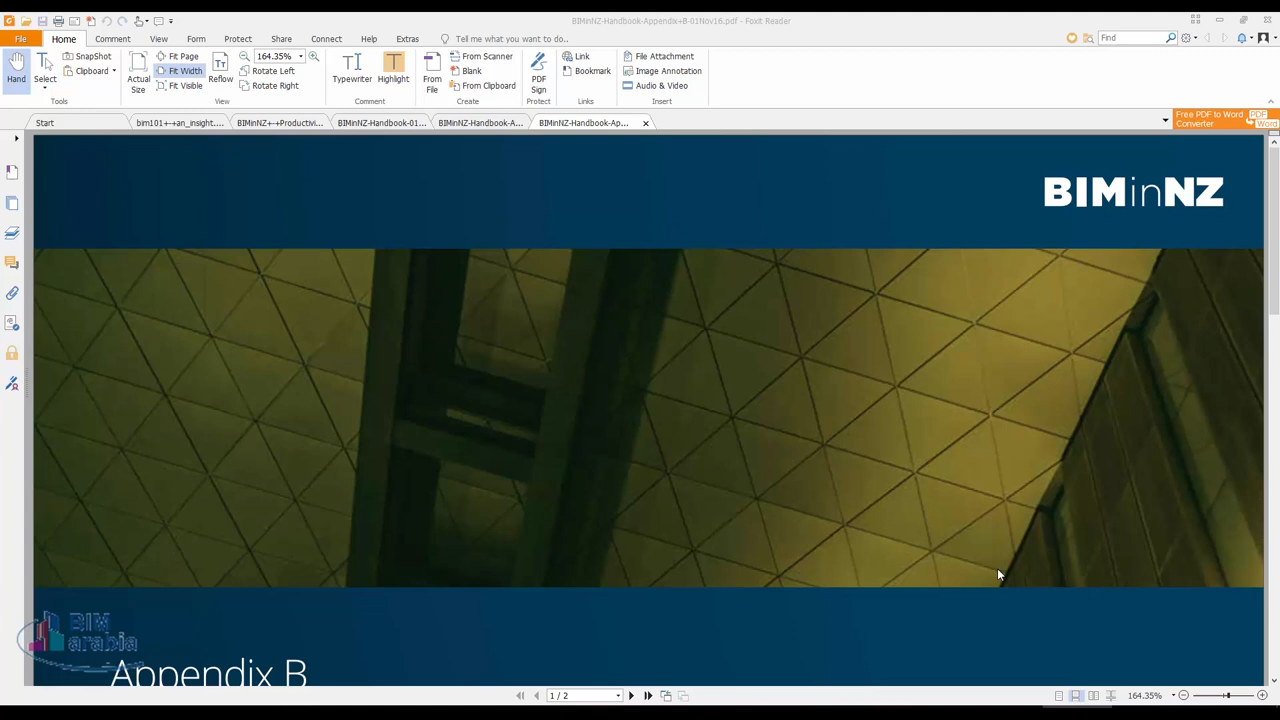 BIMinNZ-Handbook-Appendix+B-01Nov16.pdf - Foxit Reader
File Home Comment View Form Protect Share Connect Help Extras Tell me what you want to do.. Find
Hand
Select
SnapShot
Clipboard
Tools
Actual Size
Fit Page
Fit Width
Fit Visible
Reflow
164.35%
Rotate Left
Rotate Right
View
Typewriter
Highlight
Comment
From File
From Scanner
Blank
From Clipboard
Create
PDF Sign
Protect
Link
Bookmark
Links
File Attachment
Image Annotation
Audio & Video
Insert
Start bim101+-+an_insight.... BIMinNZ+-+Productivi... BIMinNZ-Handbook-01... BIMinNZ-Handbook-A... BIMinNZ-Handbook-Ap...
Free PDF to Word Converter
PDF
Word
BIMinNZ
BIM
arabia
Appendix B
1 / 2
164.35%